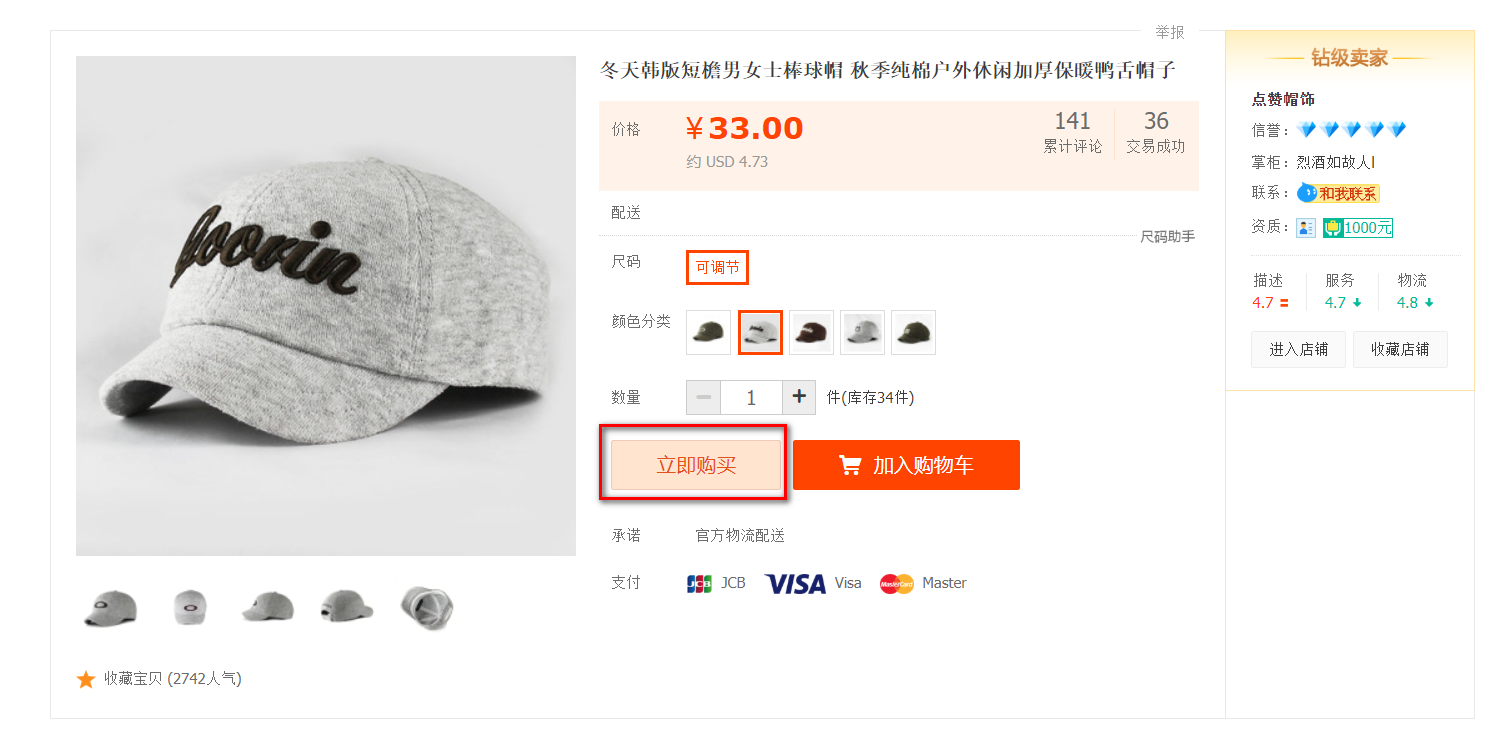 举报
冬天韩版短檐男女士棒球帽 秋季纯棉户外休闲加厚保暖鸭舌帽子
价格
¥33.00
约 USD 4.73
141
累计评论
36
交易成功
配送
尺码助手
尺码
可调节
颜色分类
数量
1
件(库存34件)
立即购买
加入购物车
承诺
官方物流配送
支付
JCB JCB
VISA Visa
MasterCard Master
收藏宝贝 (2742人气)
钻级卖家
点赞帽饰
信誉：
掌柜：烈酒如故人l
联系：和我联系
资质：1000元
描述
4.7
服务
4.7
物流
4.8
进入店铺
收藏店铺